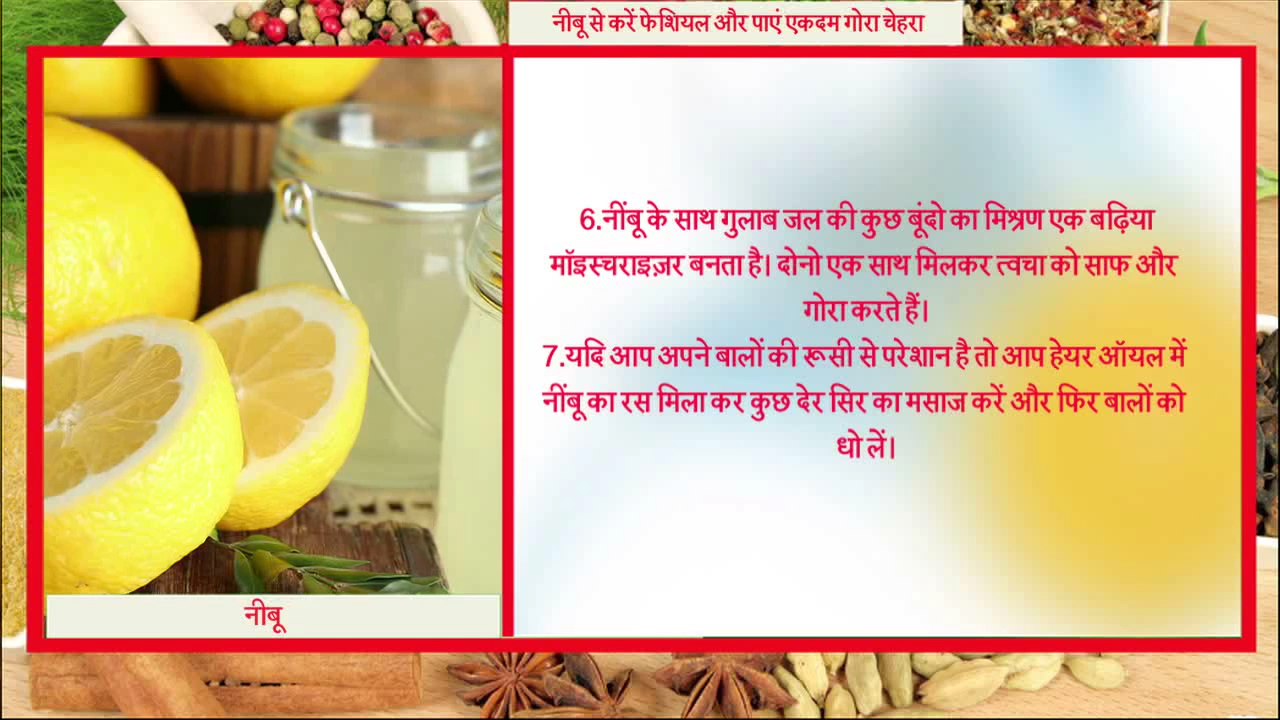 नीबू से करें फेशियल और पाएं एकदम गोरा चेहरा
6.नींबू के साथ गुलाब जल की कुछ बूंदो का मिश्रण एक बढ़िया
मॉइस्चराइज़र बनता है। दोनो एक साथ मिलकर त्वचा को साफ और
गोरा करते हैं।
7.यदि आप अपने बालों की रूसी से परेशान है तो आप हेयर ऑयल में
नींबू का रस मिला कर कुछ देर सिर का मसाज करें और फिर बालों को
धो लें।
नीबू